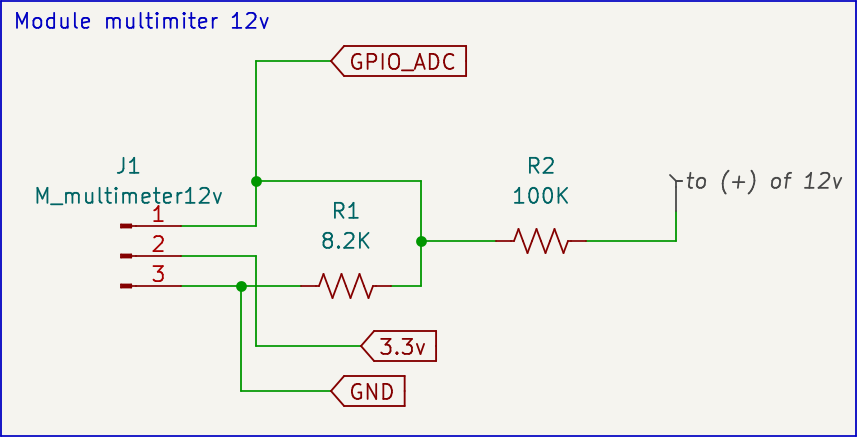 Module multimiter 12v
GPIO_ADC
J1
M_multimeter12v
1
2
3
R1
8.2K
R2
100K
to (+) of 12v
3.3v
GND